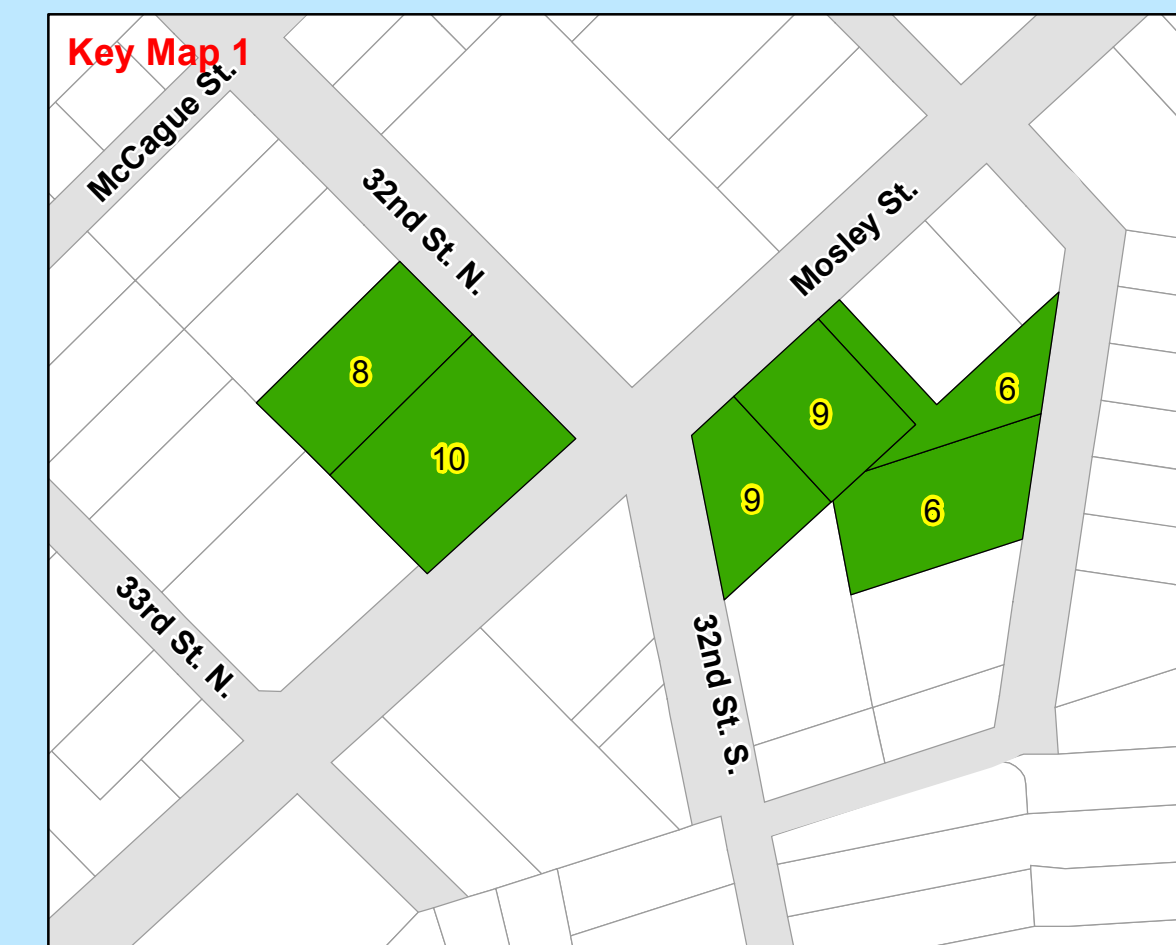 Key Map 1
McCague St.
32nd St. N.
Mosley St.
8
10
9
6
9
6
33rd St. N.
32nd St. S.